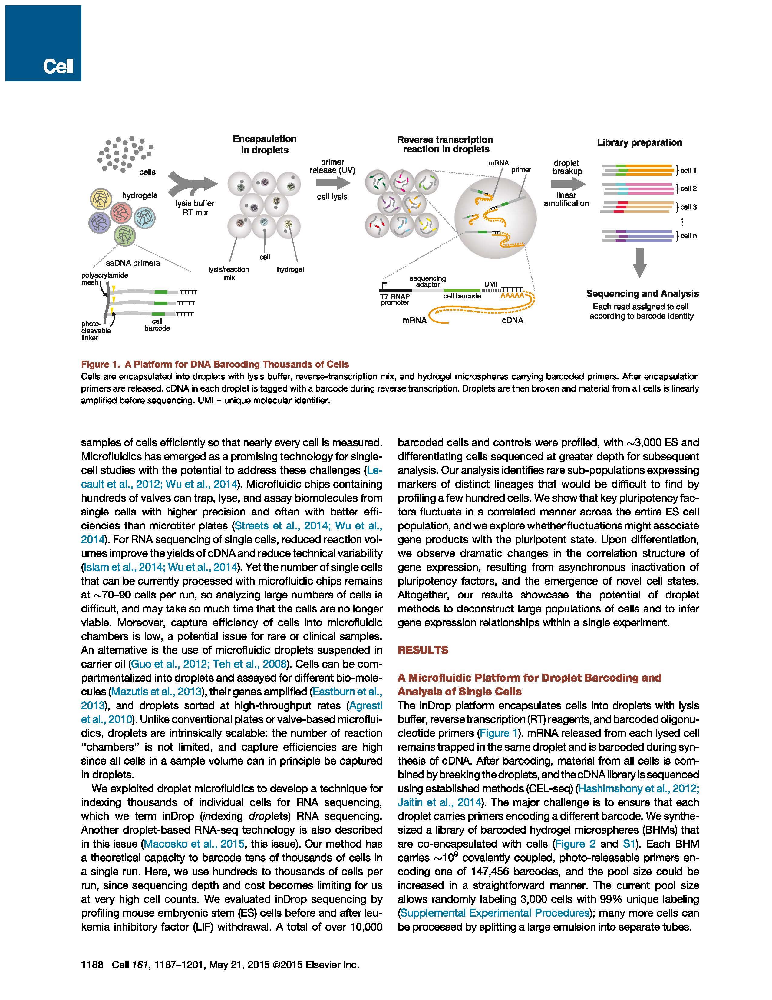 Cell
Encapsulation
in droplets
Reverse transcription
reaction in droplets
Library preparation
cells
hydrogels
lysis buffer
RT mix
primer
release (UV)
cell lysis
mRNA
primer
droplet
breakup
linear
amplification
cell 1
cell 2
cell 3
⋮
cell n
ssDNA primers
polyacrylamide
mesh
TTTTT
TTTTT
TTTTT
photo-
cleavable
linker
cell
barcode
lysis/reaction
mix
cell
hydrogel
TTTT
TTTT
sequencing
adaptor
UMI
TTTTT
AAAAA
T7 RNAP
promoter
cell barcode
mRNA
cDNA
Sequencing and Analysis
Each read assigned to cell
according to barcode identity
Figure 1. A Platform for DNA Barcoding Thousands of Cells
Cells are encapsulated into droplets with lysis buffer, reverse-transcription mix, and hydrogel microspheres carrying barcoded primers. After encapsulation
primers are released. cDNA in each droplet is tagged with a barcode during reverse transcription. Droplets are then broken and material from all cells is linearly
amplified before sequencing. UMI = unique molecular identifier.
samples of cells efficiently so that nearly every cell is measured.
Microfluidics has emerged as a promising technology for single-
cell studies with the potential to address these challenges (Le-
cault et al., 2012; Wu et al., 2014). Microfluidic chips containing
hundreds of valves can trap, lyse, and assay biomolecules from
single cells with higher precision and often with better effi-
ciencies than microtiter plates (Streets et al., 2014; Wu et al.,
2014). For RNA sequencing of single cells, reduced reaction vol-
umes improve the yields of cDNA and reduce technical variability
(Islam et al., 2014; Wu et al., 2014). Yet the number of single cells
that can be currently processed with microfluidic chips remains
at ~70–90 cells per run, so analyzing large numbers of cells is
difficult, and may take so much time that the cells are no longer
viable. Moreover, capture efficiency of cells into microfluidic
chambers is low, a potential issue for rare or clinical samples.
An alternative is the use of microfluidic droplets suspended in
carrier oil (Guo et al., 2012; Teh et al., 2008). Cells can be com-
partmentalized into droplets and assayed for different bio-mole-
cules (Mazutis et al., 2013), their genes amplified (Eastburn et al.,
2013), and droplets sorted at high-throughput rates (Agresti
et al., 2010). Unlike conventional plates or valve-based microflui-
dics, droplets are intrinsically scalable: the number of reaction
“chambers” is not limited, and capture efficiencies are high
since all cells in a sample volume can in principle be captured
in droplets.
We exploited droplet microfluidics to develop a technique for
indexing thousands of individual cells for RNA sequencing,
which we term inDrop (indexing droplets) RNA sequencing.
Another droplet-based RNA-seq technology is also described
in this issue (Macosko et al., 2015, this issue). Our method has
a theoretical capacity to barcode tens of thousands of cells in
a single run. Here, we use hundreds to thousands of cells per
run, since sequencing depth and cost becomes limiting for us
at very high cell counts. We evaluated inDrop sequencing by
profiling mouse embryonic stem (ES) cells before and after leu-
kemia inhibitory factor (LIF) withdrawal. A total of over 10,000
barcoded cells and controls were profiled, with ~3,000 ES and
differentiating cells sequenced at greater depth for subsequent
analysis. Our analysis identifies rare sub-populations expressing
markers of distinct lineages that would be difficult to find by
profiling a few hundred cells. We show that key pluripotency fac-
tors fluctuate in a correlated manner across the entire ES cell
population, and we explore whether fluctuations might associate
gene products with the pluripotent state. Upon differentiation,
we observe dramatic changes in the correlation structure of
gene expression, resulting from asynchronous inactivation of
pluripotency factors, and the emergence of novel cell states.
Altogether, our results showcase the potential of droplet
methods to deconstruct large populations of cells and to infer
gene expression relationships within a single experiment.
RESULTS
A Microfluidic Platform for Droplet Barcoding and
Analysis of Single Cells
The inDrop platform encapsulates cells into droplets with lysis
buffer, reverse transcription (RT) reagents, and barcoded oligonu-
cleotide primers (Figure 1). mRNA released from each lysed cell
remains trapped in the same droplet and is barcoded during syn-
thesis of cDNA. After barcoding, material from all cells is com-
bined by breaking the droplets, and the cDNA library is sequenced
using established methods (CEL-seq) (Hashimshony et al., 2012;
Jaitin et al., 2014). The major challenge is to ensure that each
droplet carries primers encoding a different barcode. We synthe-
sized a library of barcoded hydrogel microspheres (BHMs) that
are co-encapsulated with cells (Figure 2 and S1). Each BHM
carries ~10⁹ covalently coupled, photo-releasable primers en-
coding one of 147,456 barcodes, and the pool size could be
increased in a straightforward manner. The current pool size
allows randomly labeling 3,000 cells with 99% unique labeling
(Supplemental Experimental Procedures); many more cells can
be processed by splitting a large emulsion into separate tubes.
1188 Cell 161, 1187–1201, May 21, 2015 ©2015 Elsevier Inc.